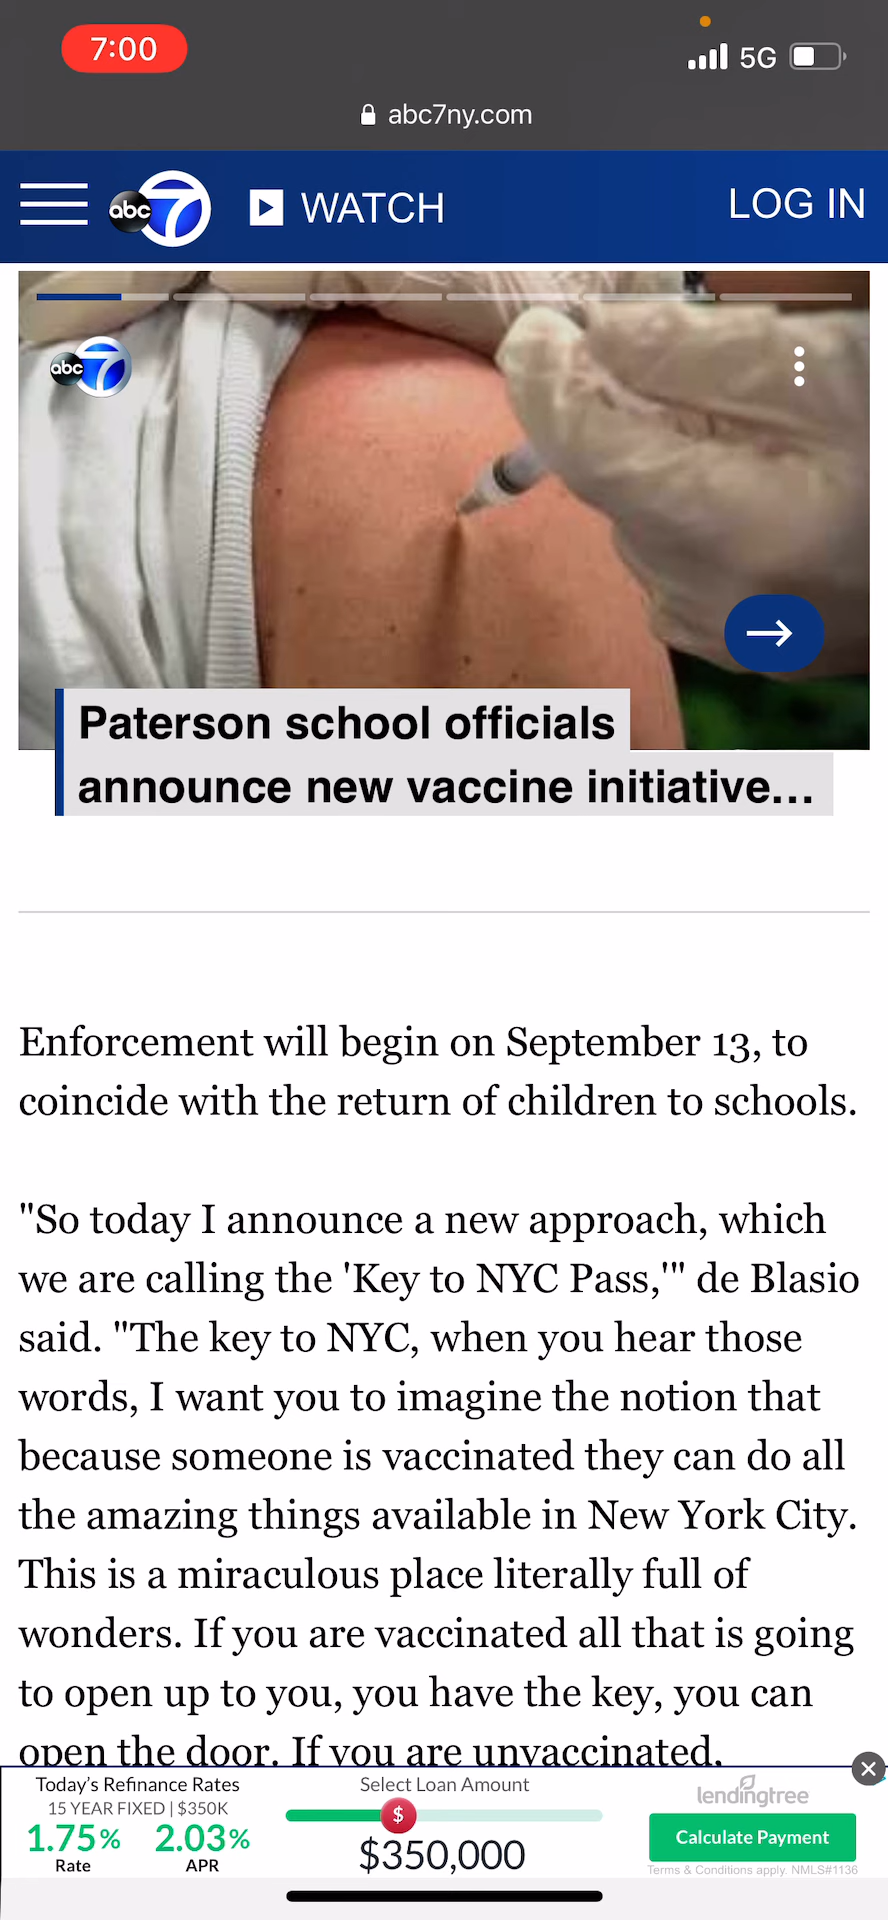 7:00
5G
abc7ny.com
abc 7
WATCH
LOG IN
abc 7
Paterson school officials
announce new vaccine initiative...
Enforcement will begin on September 13, to
coincide with the return of children to schools.
"So today I announce a new approach, which
we are calling the 'Key to NYC Pass,'" de Blasio
said. "The key to NYC, when you hear those
words, I want you to imagine the notion that
because someone is vaccinated they can do all
the amazing things available in New York City.
This is a miraculous place literally full of
wonders. If you are vaccinated all that is going
to open up to you, you have the key, you can
open the door. If you are unvaccinated,
Today's Refinance Rates
15 YEAR FIXED | $350K
1.75% 2.03%
Rate APR
Select Loan Amount
$
$350,000
lendingtree
Calculate Payment
Terms & Conditions apply. NMLS#1136